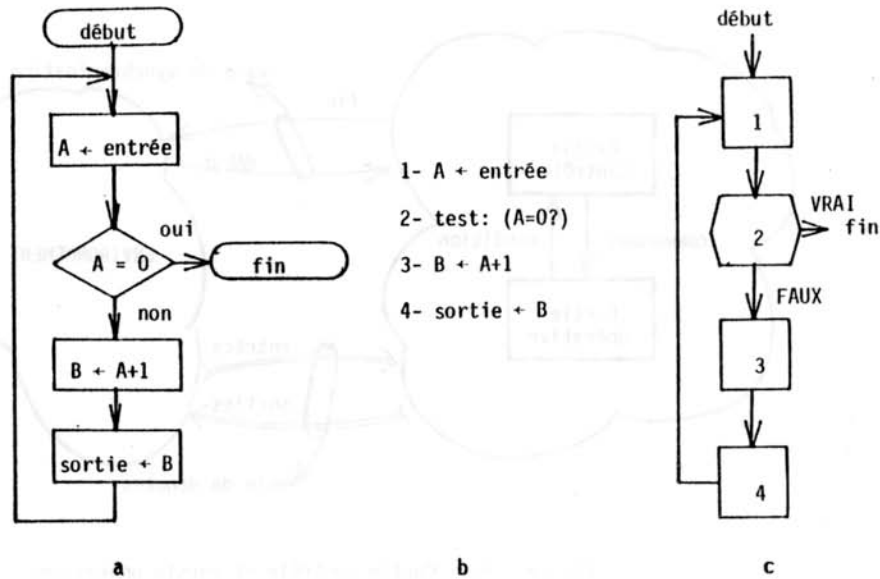 début
A ← entrée
oui
A = 0
fin
non
B ← A+1
sortie ← B
a
1- A ← entrée
2- test: (A=0?)
3- B ← A+1
4- sortie ← B
b
début
1
VRAI
2
fin
FAUX
3
4
c